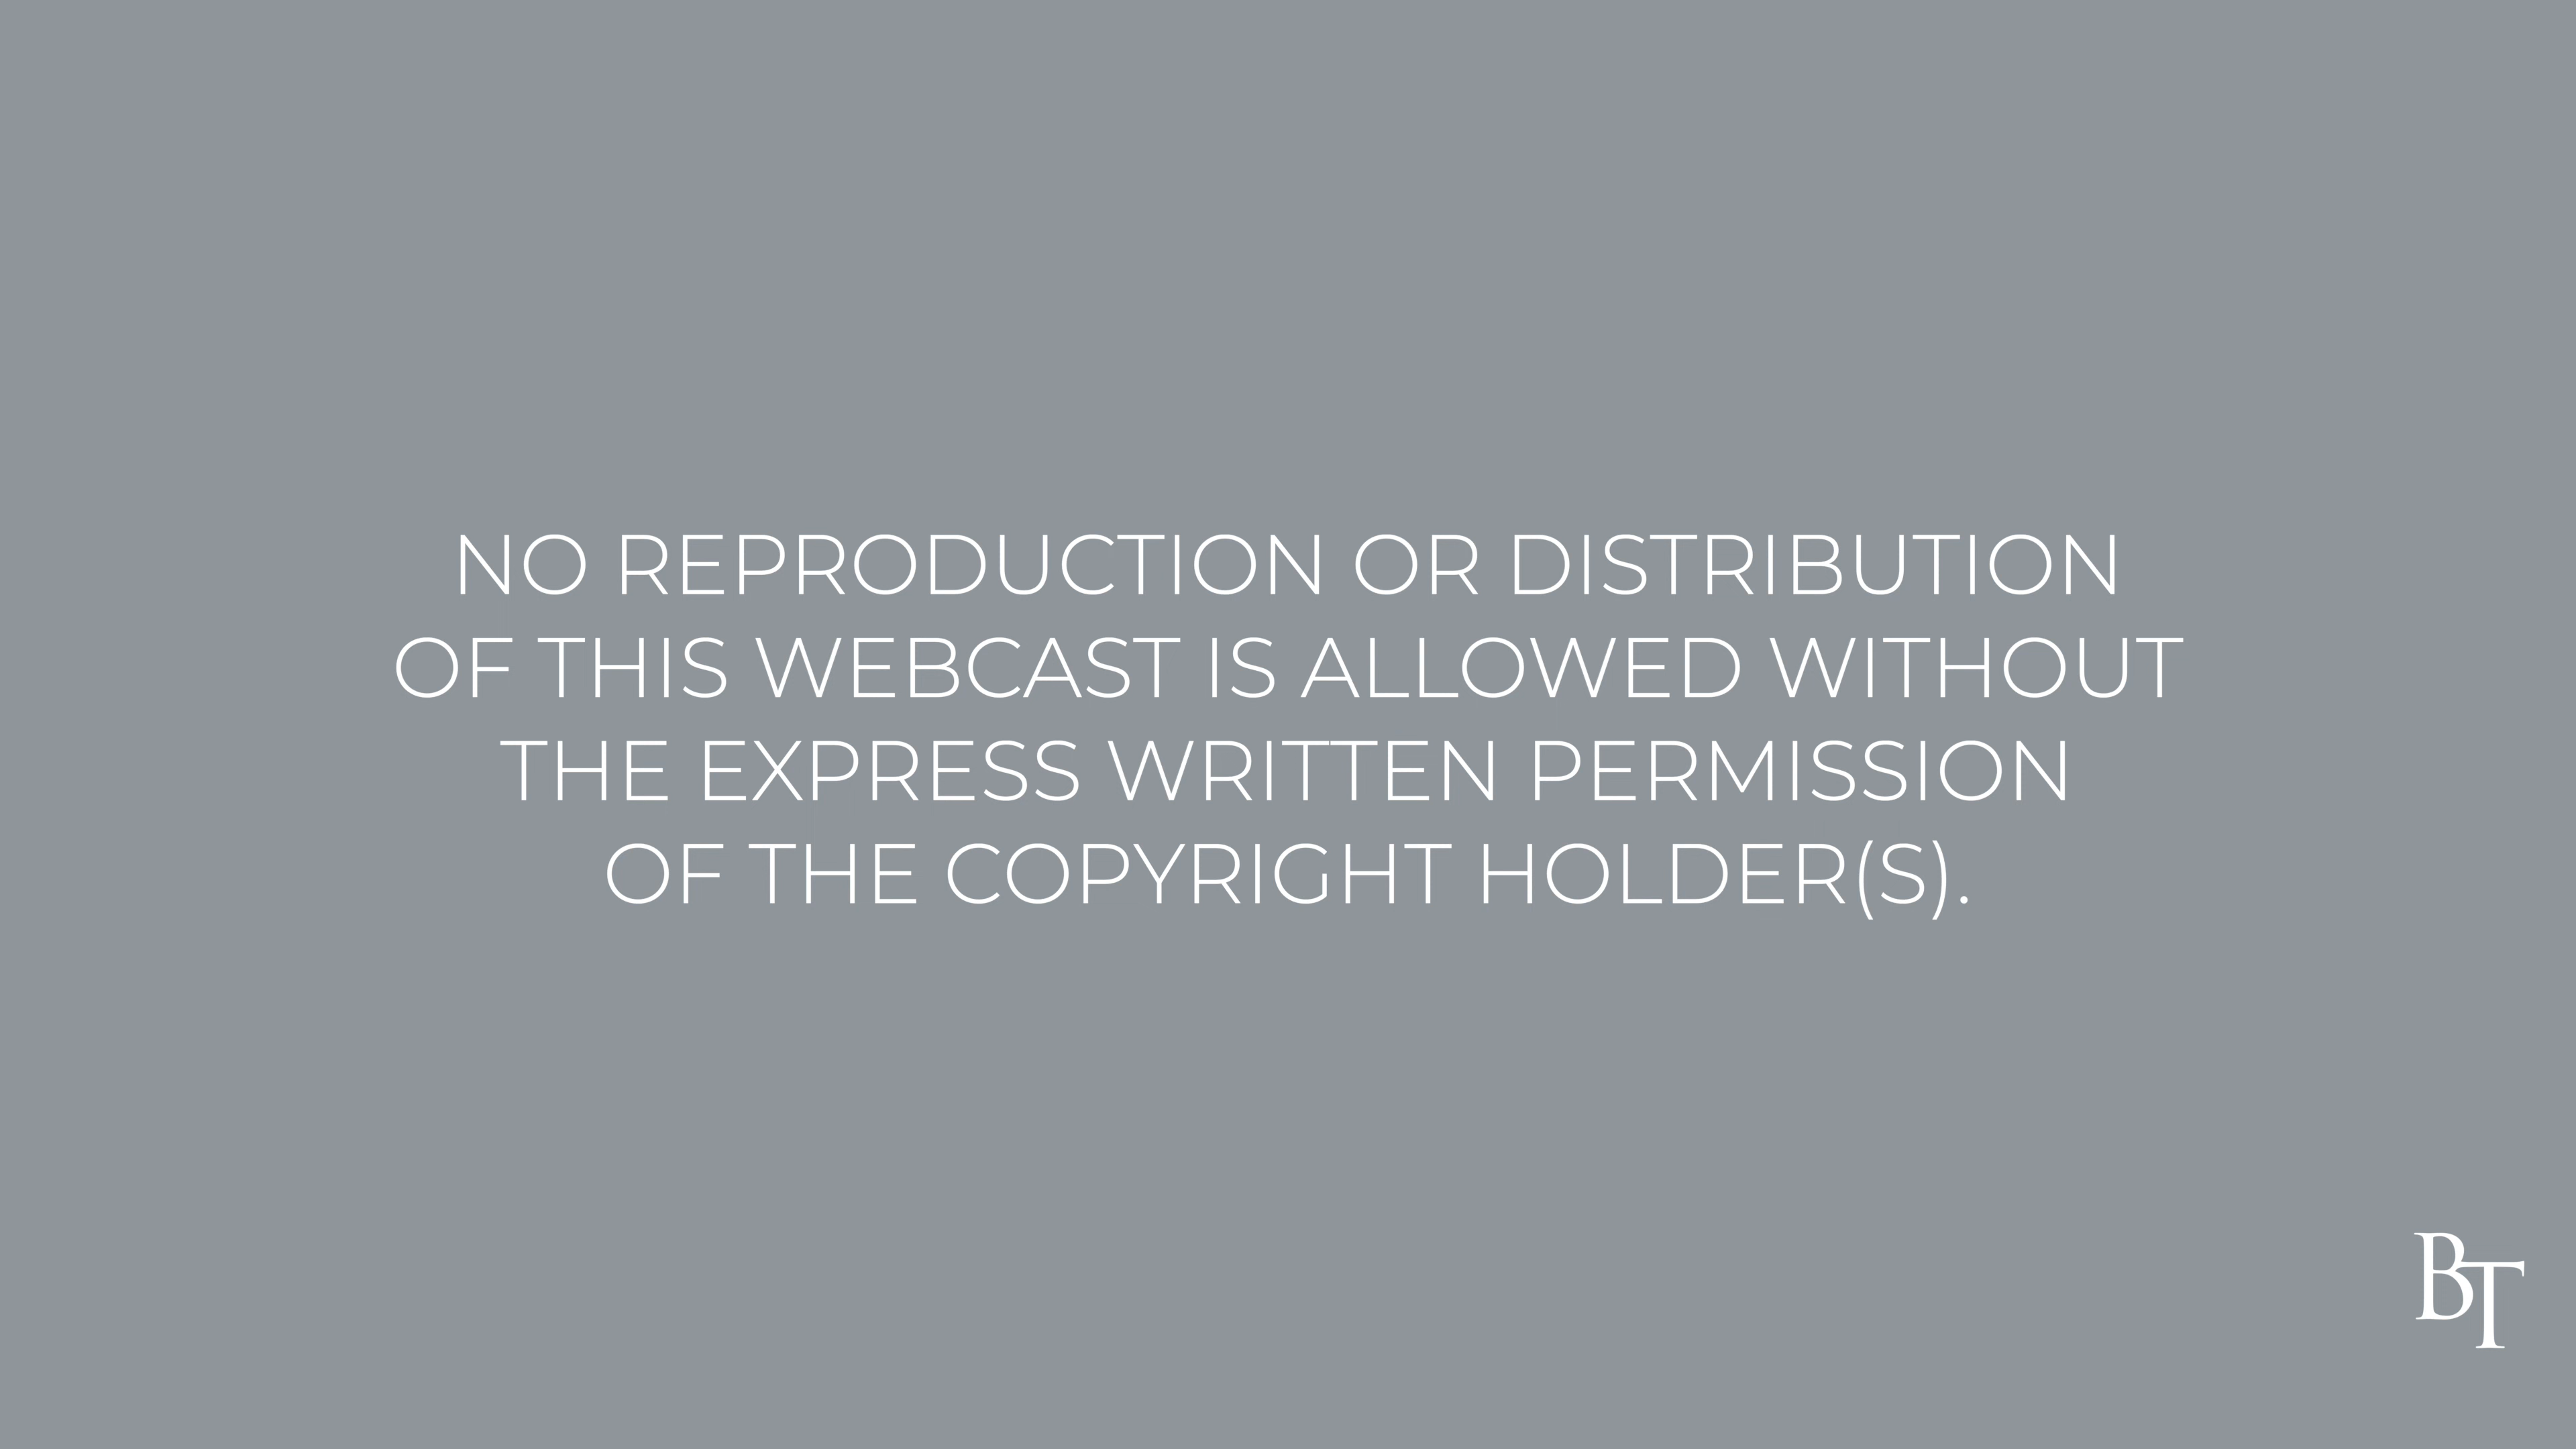 NO REPRODUCTION OR DISTRIBUTION
OF THIS WEBCAST IS ALLOWED WITHOUT
THE EXPRESS WRITTEN PERMISSION
OF THE COPYRIGHT HOLDER(S).
BT